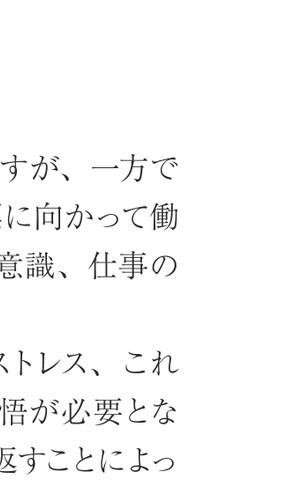 すが、一方で
に向かって働
意識、仕事の
ストレス、これ
悟が必要とな
返すことによっ